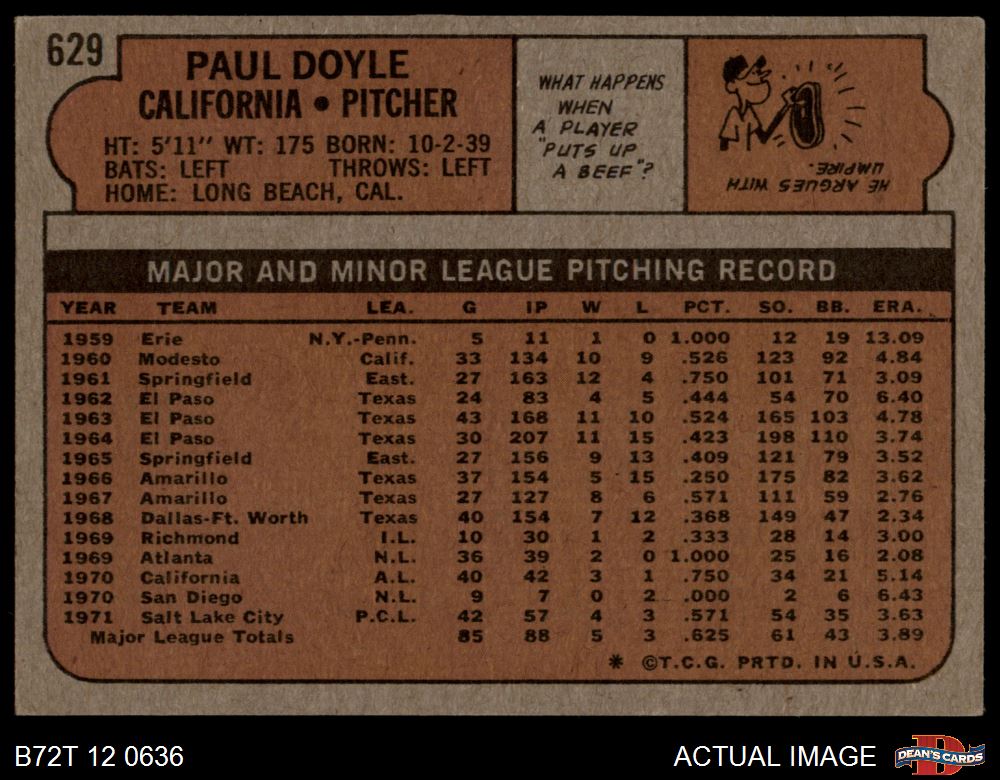 629
PAUL DOYLE
CALIFORNIA • PITCHER
HT: 5'11" WT: 175 BORN: 10-2-39
BATS: LEFT THROWS: LEFT
HOME: LONG BEACH, CAL.
WHAT HAPPENS
WHEN
A PLAYER
"PUTS UP
A BEEF"?
HE ARGUES WITH
UMPIRE.
MAJOR AND MINOR LEAGUE PITCHING RECORD
YEAR TEAM LEA. G IP W L PCT. SO. BB. ERA.
1959 Erie N.Y.-Penn. 5 11 1 0 1.000 12 19 13.09
1960 Modesto Calif. 33 134 10 9 .526 123 92 4.84
1961 Springfield East. 27 163 12 4 .750 101 71 3.09
1962 El Paso Texas 24 83 4 5 .444 54 70 6.40
1963 El Paso Texas 43 168 11 10 .524 165 103 4.78
1964 El Paso Texas 30 207 11 15 .423 198 110 3.74
1965 Springfield East. 27 156 9 13 .409 121 79 3.52
1966 Amarillo Texas 37 154 5 15 .250 175 82 3.62
1967 Amarillo Texas 27 127 8 6 .571 111 59 2.76
1968 Dallas-Ft. Worth Texas 40 154 7 12 .368 149 47 2.34
1969 Richmond I.L. 10 30 1 2 .333 28 14 3.00
1969 Atlanta N.L. 36 39 2 0 1.000 25 16 2.08
1970 California A.L. 40 42 3 1 .750 34 21 5.14
1970 San Diego N.L. 9 7 0 2 .000 2 6 6.43
1971 Salt Lake City P.C.L. 42 57 4 3 .571 54 35 3.63
Major League Totals 85 88 5 3 .625 61 43 3.89
* ©T.C.G. PRTD. IN U.S.A.
B72T 12 0636
ACTUAL IMAGE
D
DEAN'S CARDS